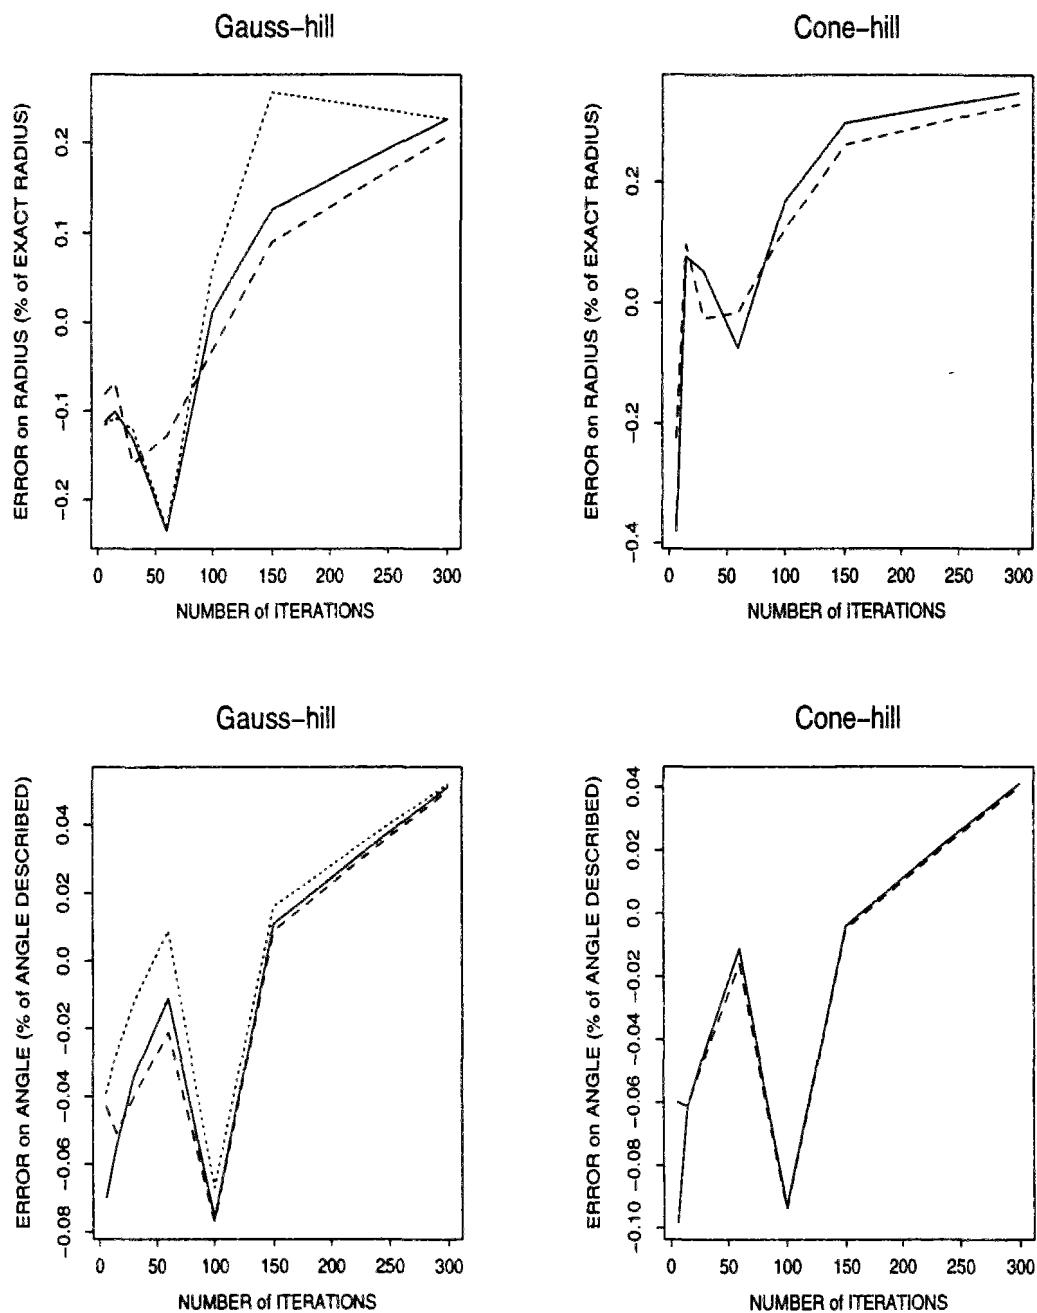 Gauss-hill
ERROR on RADIUS (% of EXACT RADIUS)
0.2
0.1
0.0
-0.1
-0.2
0 50 100 150 200 250 300
NUMBER of ITERATIONS
Cone-hill
ERROR on RADIUS (% of EXACT RADIUS)
0.2
0.0
-0.2
-0.4
0 50 100 150 200 250 300
NUMBER of ITERATIONS
Gauss-hill
ERROR on ANGLE (% of ANGLE DESCRIBED)
0.04
0.02
0.0
-0.02
-0.04
-0.06
-0.08
0 50 100 150 200 250 300
NUMBER of ITERATIONS
Cone-hill
ERROR on ANGLE (% of ANGLE DESCRIBED)
0.04
0.02
0.0
-0.02
-0.04
-0.06
-0.08
-0.10
0 50 100 150 200 250 300
NUMBER of ITERATIONS